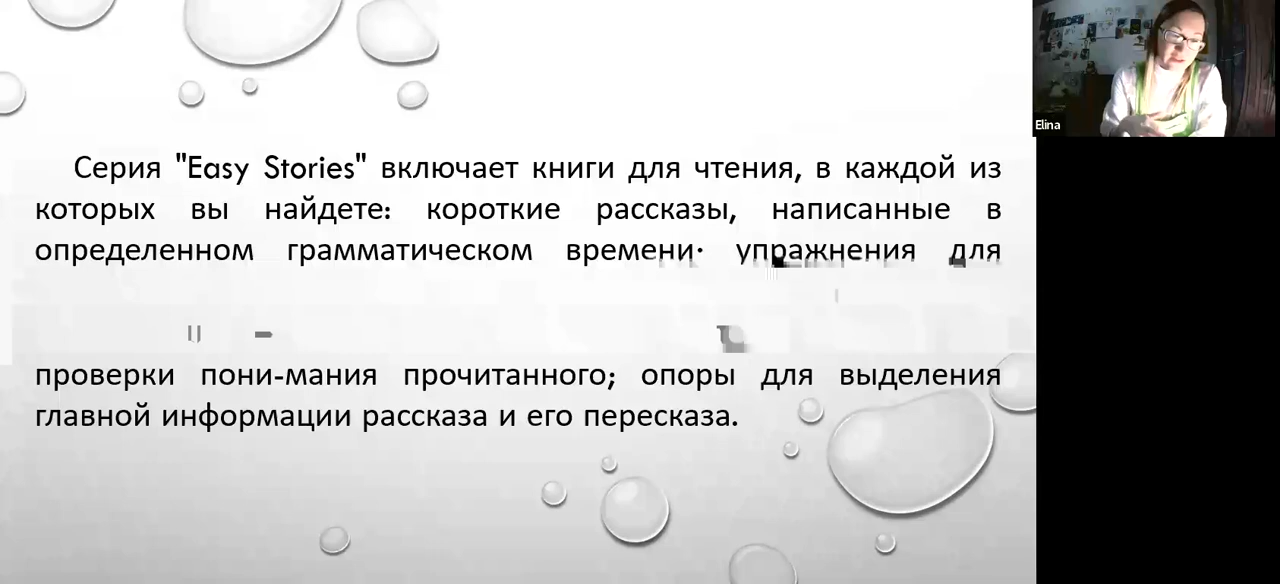 Серия "Easy Stories" включает книги для чтения, в каждой из
которых вы найдете: короткие рассказы, написанные в
определенном грамматическом времени; упражнения для
проверки пони-мания прочитанного; опоры для выделения
главной информации рассказа и его пересказа.
Elina